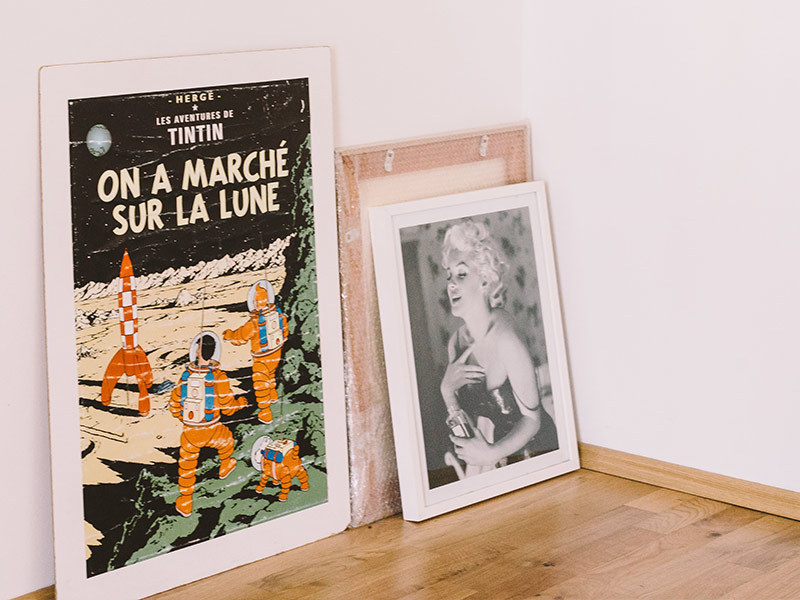 - HERGÉ -
LES AVENTURES DE
TINTIN
ON A MARCHÉ
SUR LA LUNE